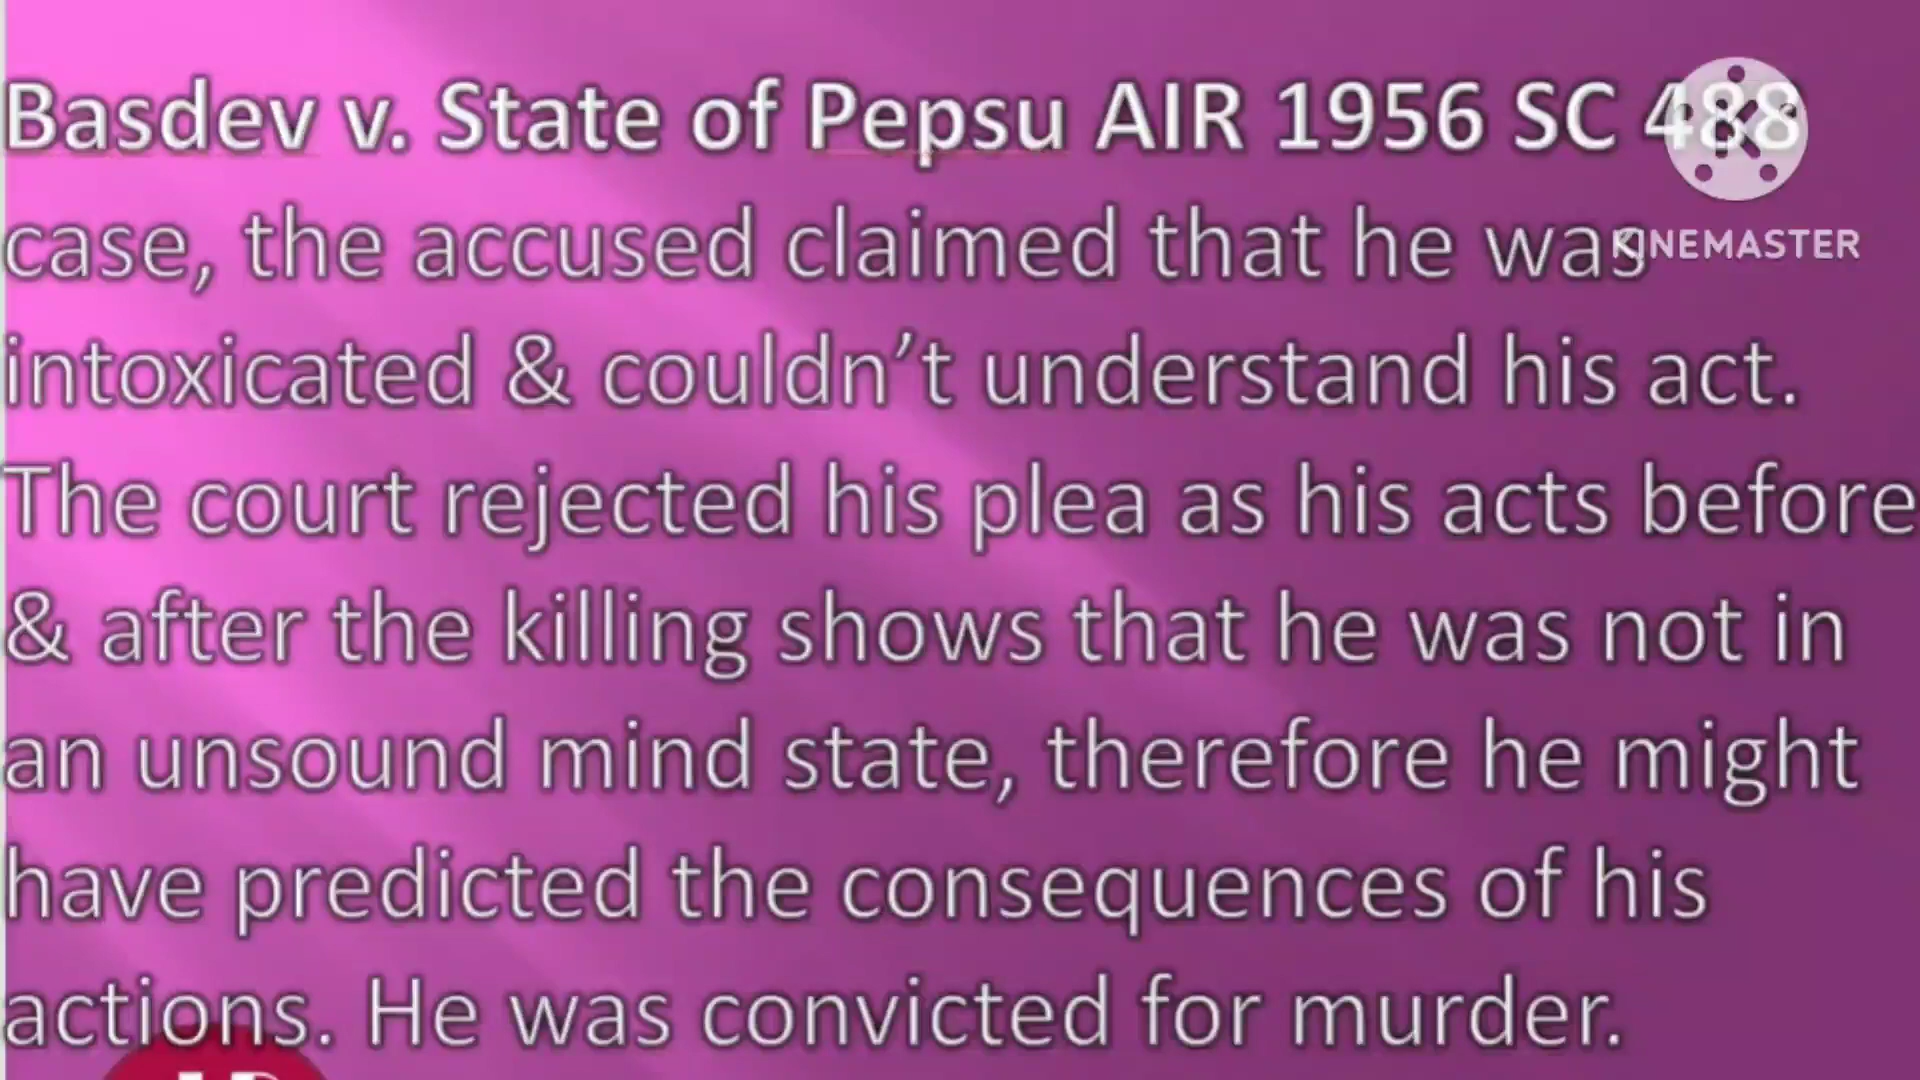 Basdev v. State of Pepsu AIR 1956 SC 488
case, the accused claimed that he was
KINEMASTER
intoxicated & couldn’t understand his act.
The court rejected his plea as his acts before
& after the killing shows that he was not in
an unsound mind state, therefore he might
have predicted the consequences of his
actions. He was convicted for murder.